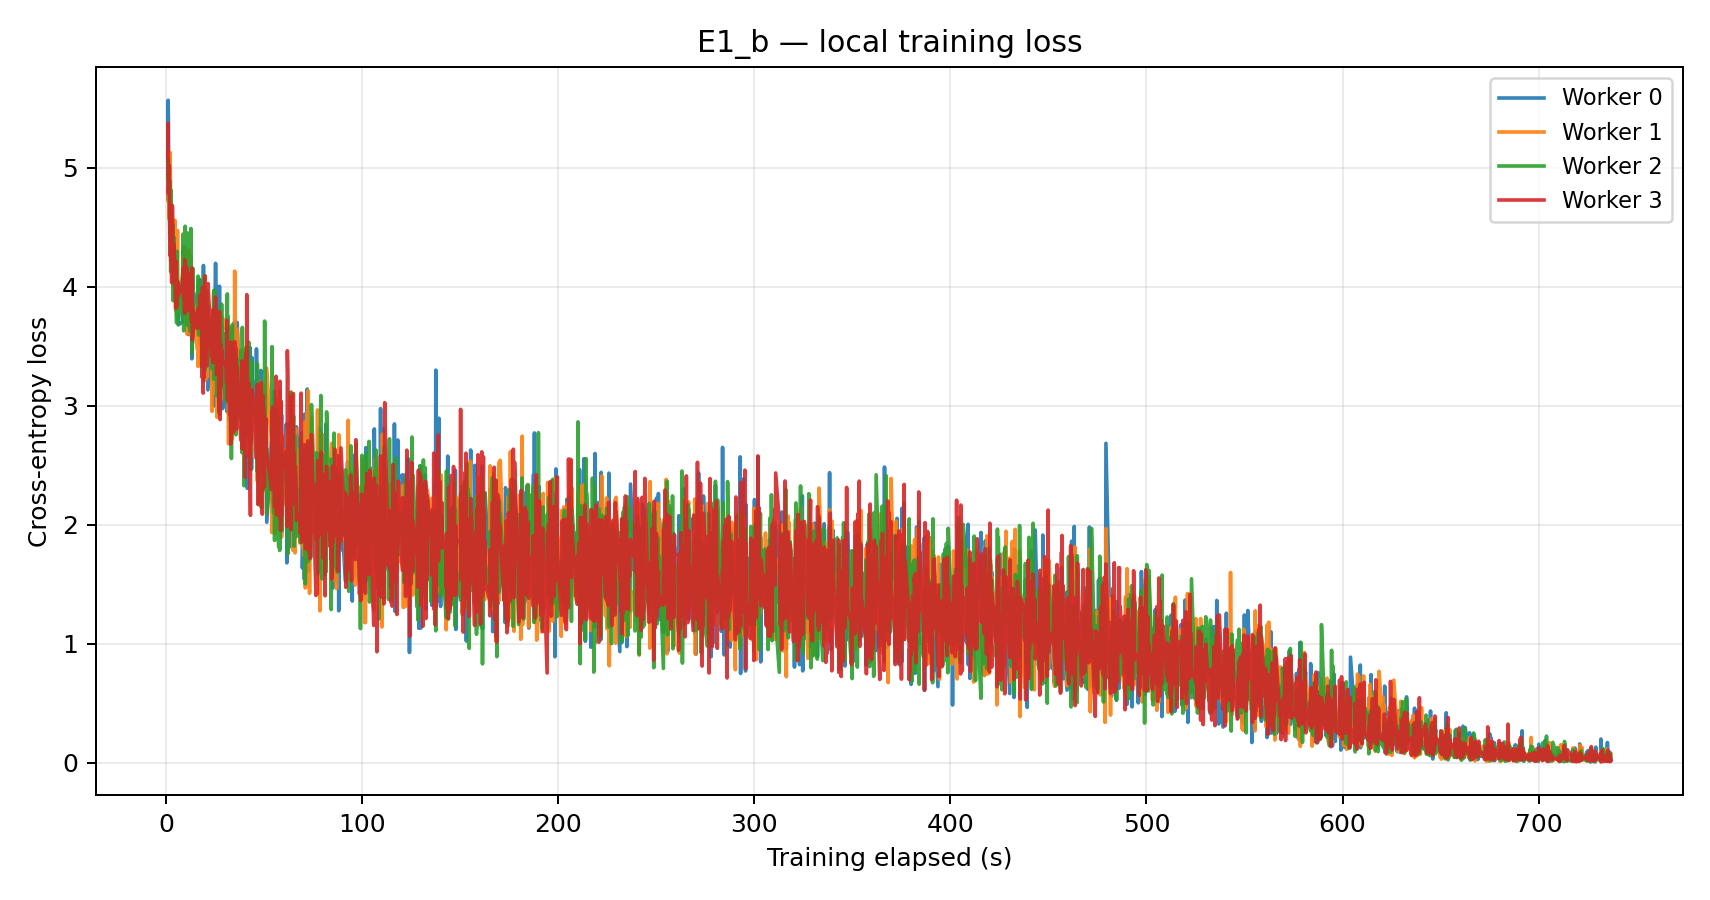 E1_b — local training loss
Cross-entropy loss
5
4
3
2
1
0
Worker 0
Worker 1
Worker 2
Worker 3
0 100 200 300 400 500 600 700
Training elapsed (s)